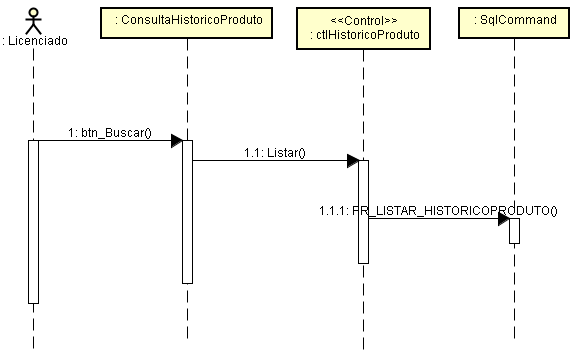 : Licenciado
: ConsultaHistoricoProduto
<<Control>>
: ctlHistoricoProduto
: SqlCommand
1: btn_Buscar()
1.1: Listar()
1.1.1: PR_LISTAR_HISTORICOPRODUTO()